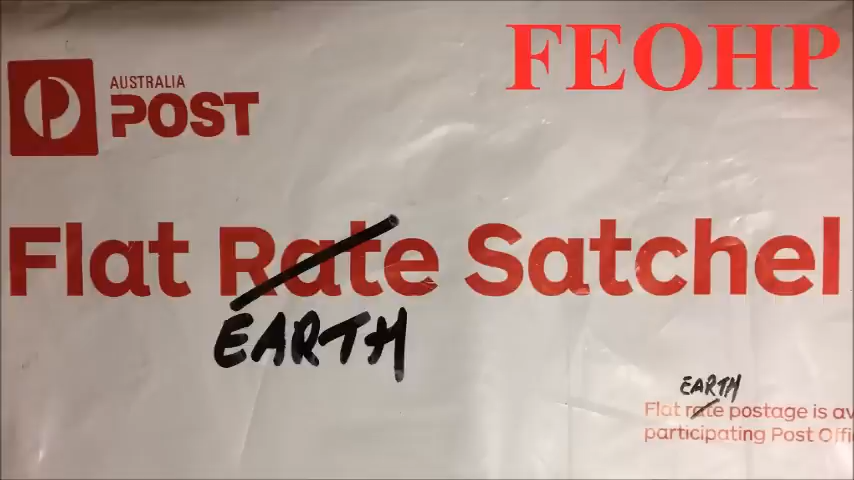 FEOHP
AUSTRALIA
POST
Flat Rate Satchel
EARTH
EARTH
Flat rate postage is av
participating Post Offi